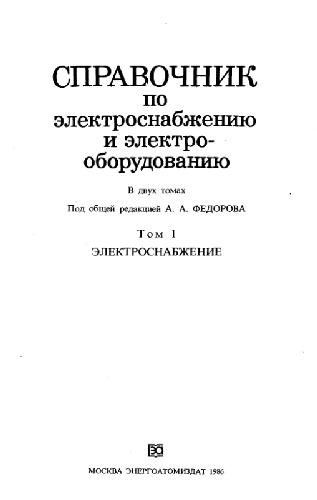 СПРАВОЧНИК
по
электроснабжению
и электро-
оборудованию
В двух томах
Под общей редакцией А. А. ФЕДОРОВА
Том 1
ЭЛЕКТРОСНАБЖЕНИЕ
МОСКВА ЭНЕРГОАТОМИЗДАТ 1986